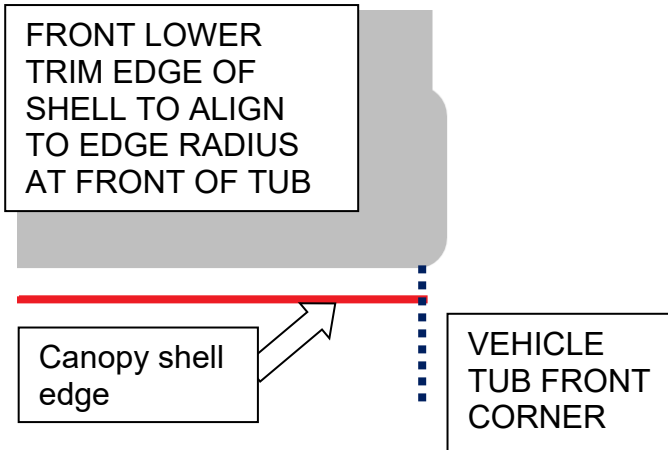 FRONT LOWER
TRIM EDGE OF
SHELL TO ALIGN
TO EDGE RADIUS
AT FRONT OF TUB
Canopy shell
edge
VEHICLE
TUB FRONT
CORNER